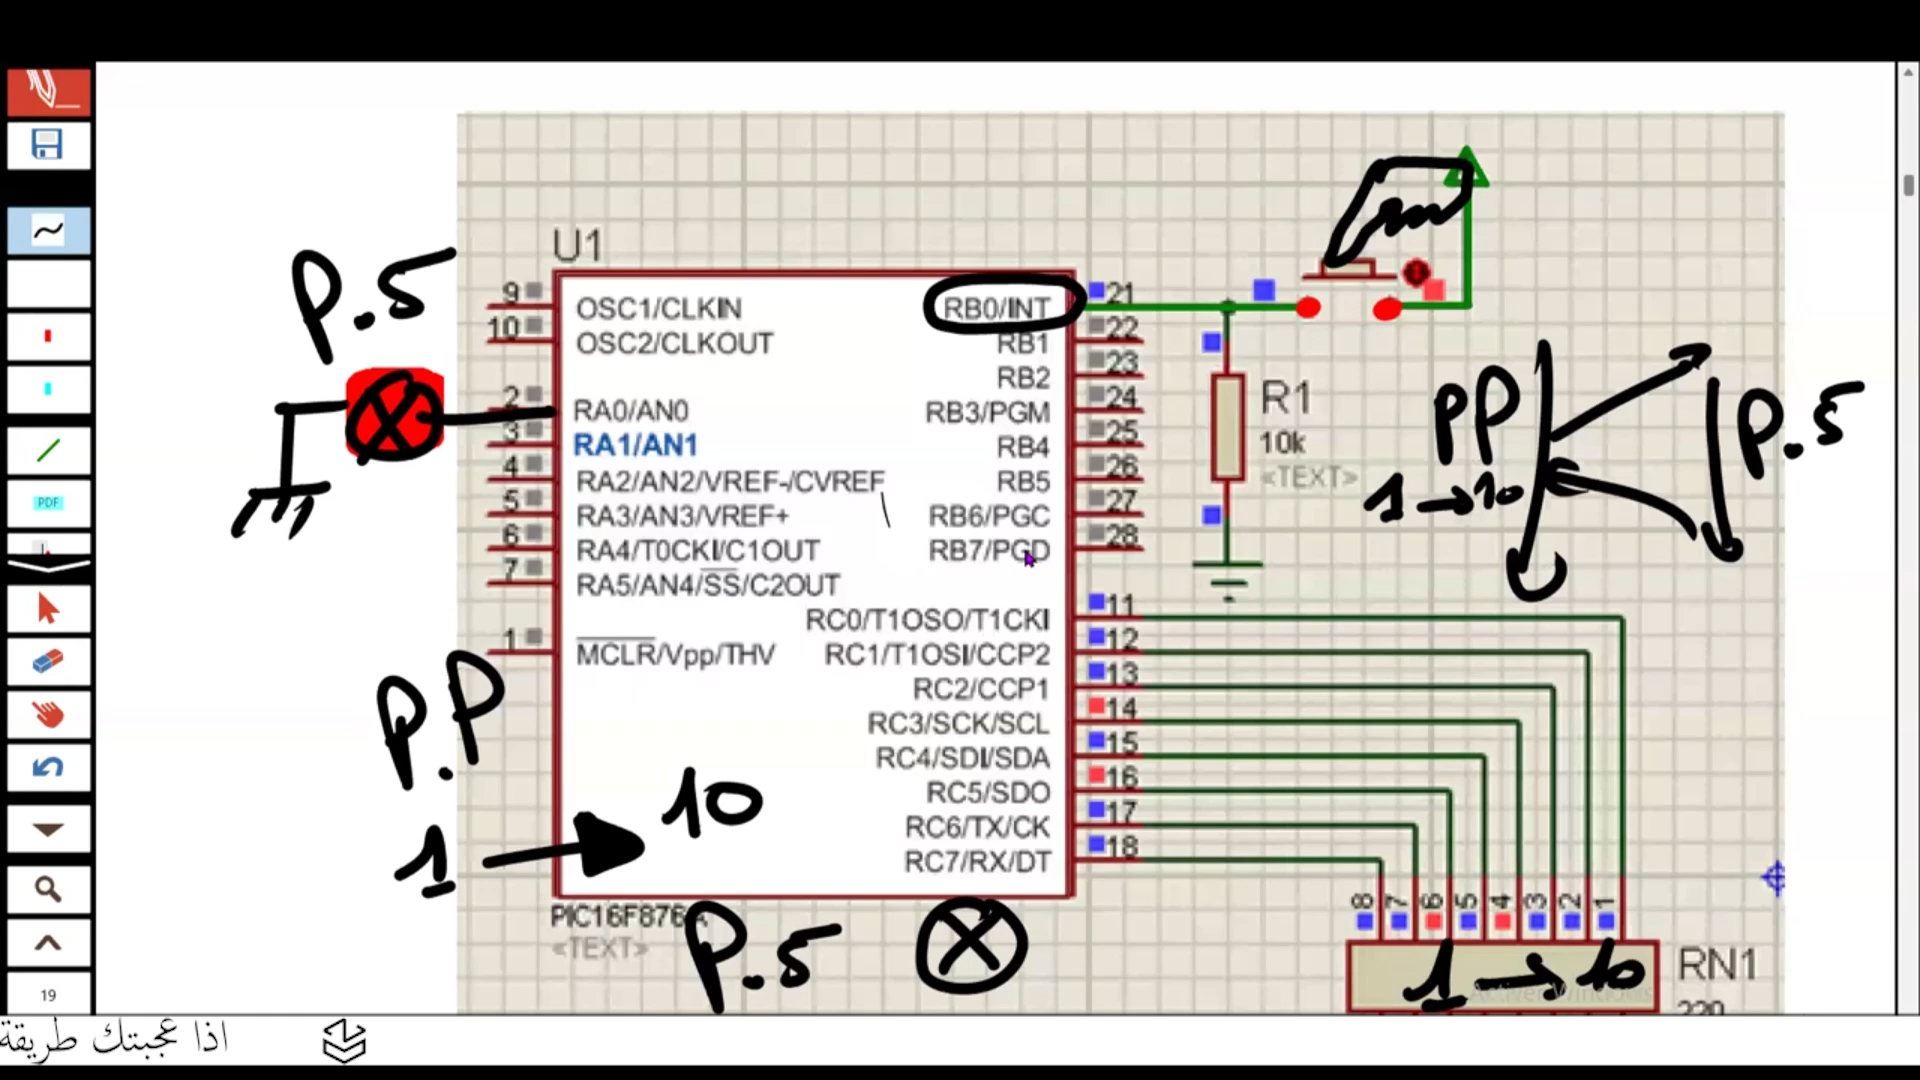 U1
P.5
9 OSC1/CLKIN
10 OSC2/CLKOUT
2 RA0/AN0
3 RA1/AN1
4 RA2/AN2/VREF-/CVREF
5 RA3/AN3/VREF+
6 RA4/T0CKI/C1OUT
7 RA5/AN4/SS/C2OUT
1 MCLR/Vpp/THV
RB0/INT 21
RB1 22
RB2 23
RB3/PGM 24
RB4 25
RB5 26
RB6/PGC 27
RB7/PGD 28
RC0/T1OSO/T1CKI 11
RC1/T1OSI/CCP2 12
RC2/CCP1 13
RC3/SCK/SCL 14
RC4/SDI/SDA 15
RC5/SDO 16
RC6/TX/CK 17
RC7/RX/DT 18
R1
10k
<TEXT>
PP
1→10
P.5
P.P
1 → 10
PIC16F876A
<TEXT>
P.5
8 7 6 5 4 3 2 1
RN1
1 → 10
220
PDF
19
اذا عجبتك طريقة